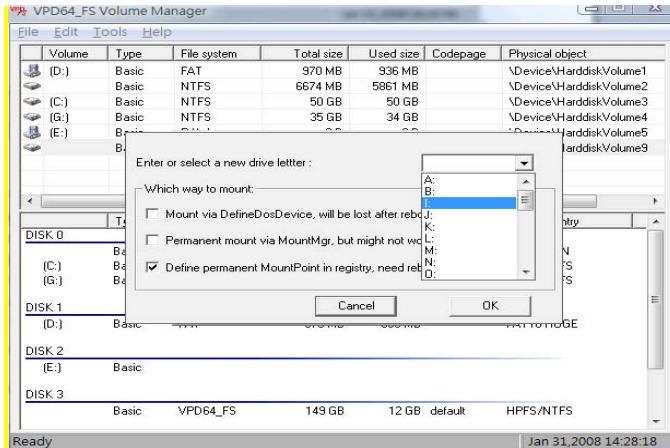 VPD64_FS Volume Manager
File Edit Tools Help
Volume Type File system Total size Used size Codepage Physical object
(D:) Basic FAT 970 MB 936 MB \Device\HarddiskVolume1
Basic NTFS 6674 MB 5861 MB \Device\HarddiskVolume2
(C:) Basic NTFS 50 GB 50 GB \Device\HarddiskVolume3
(G:) Basic NTFS 35 GB 34 GB \Device\HarddiskVolume4
(E:) Basic \Device\HarddiskVolume5
HarddiskVolume9
Enter or select a new drive lettter :
A:
B:
I:
J:
K:
L:
M:
N:
O:
Which way to mount:
Mount via DefineDosDevice, will be lost after
Permanent mount via MountMgr, but might not
Define permanent MountPoint in registry, need
Cancel OK
DISK 0
(C:)
(G:)
DISK 1
(D:) Basic
DISK 2
(E:) Basic
DISK 3
Basic VPD64_FS 149 GB 12 GB default HPFS/NTFS
Ready Jan 31,2008 14:28:18